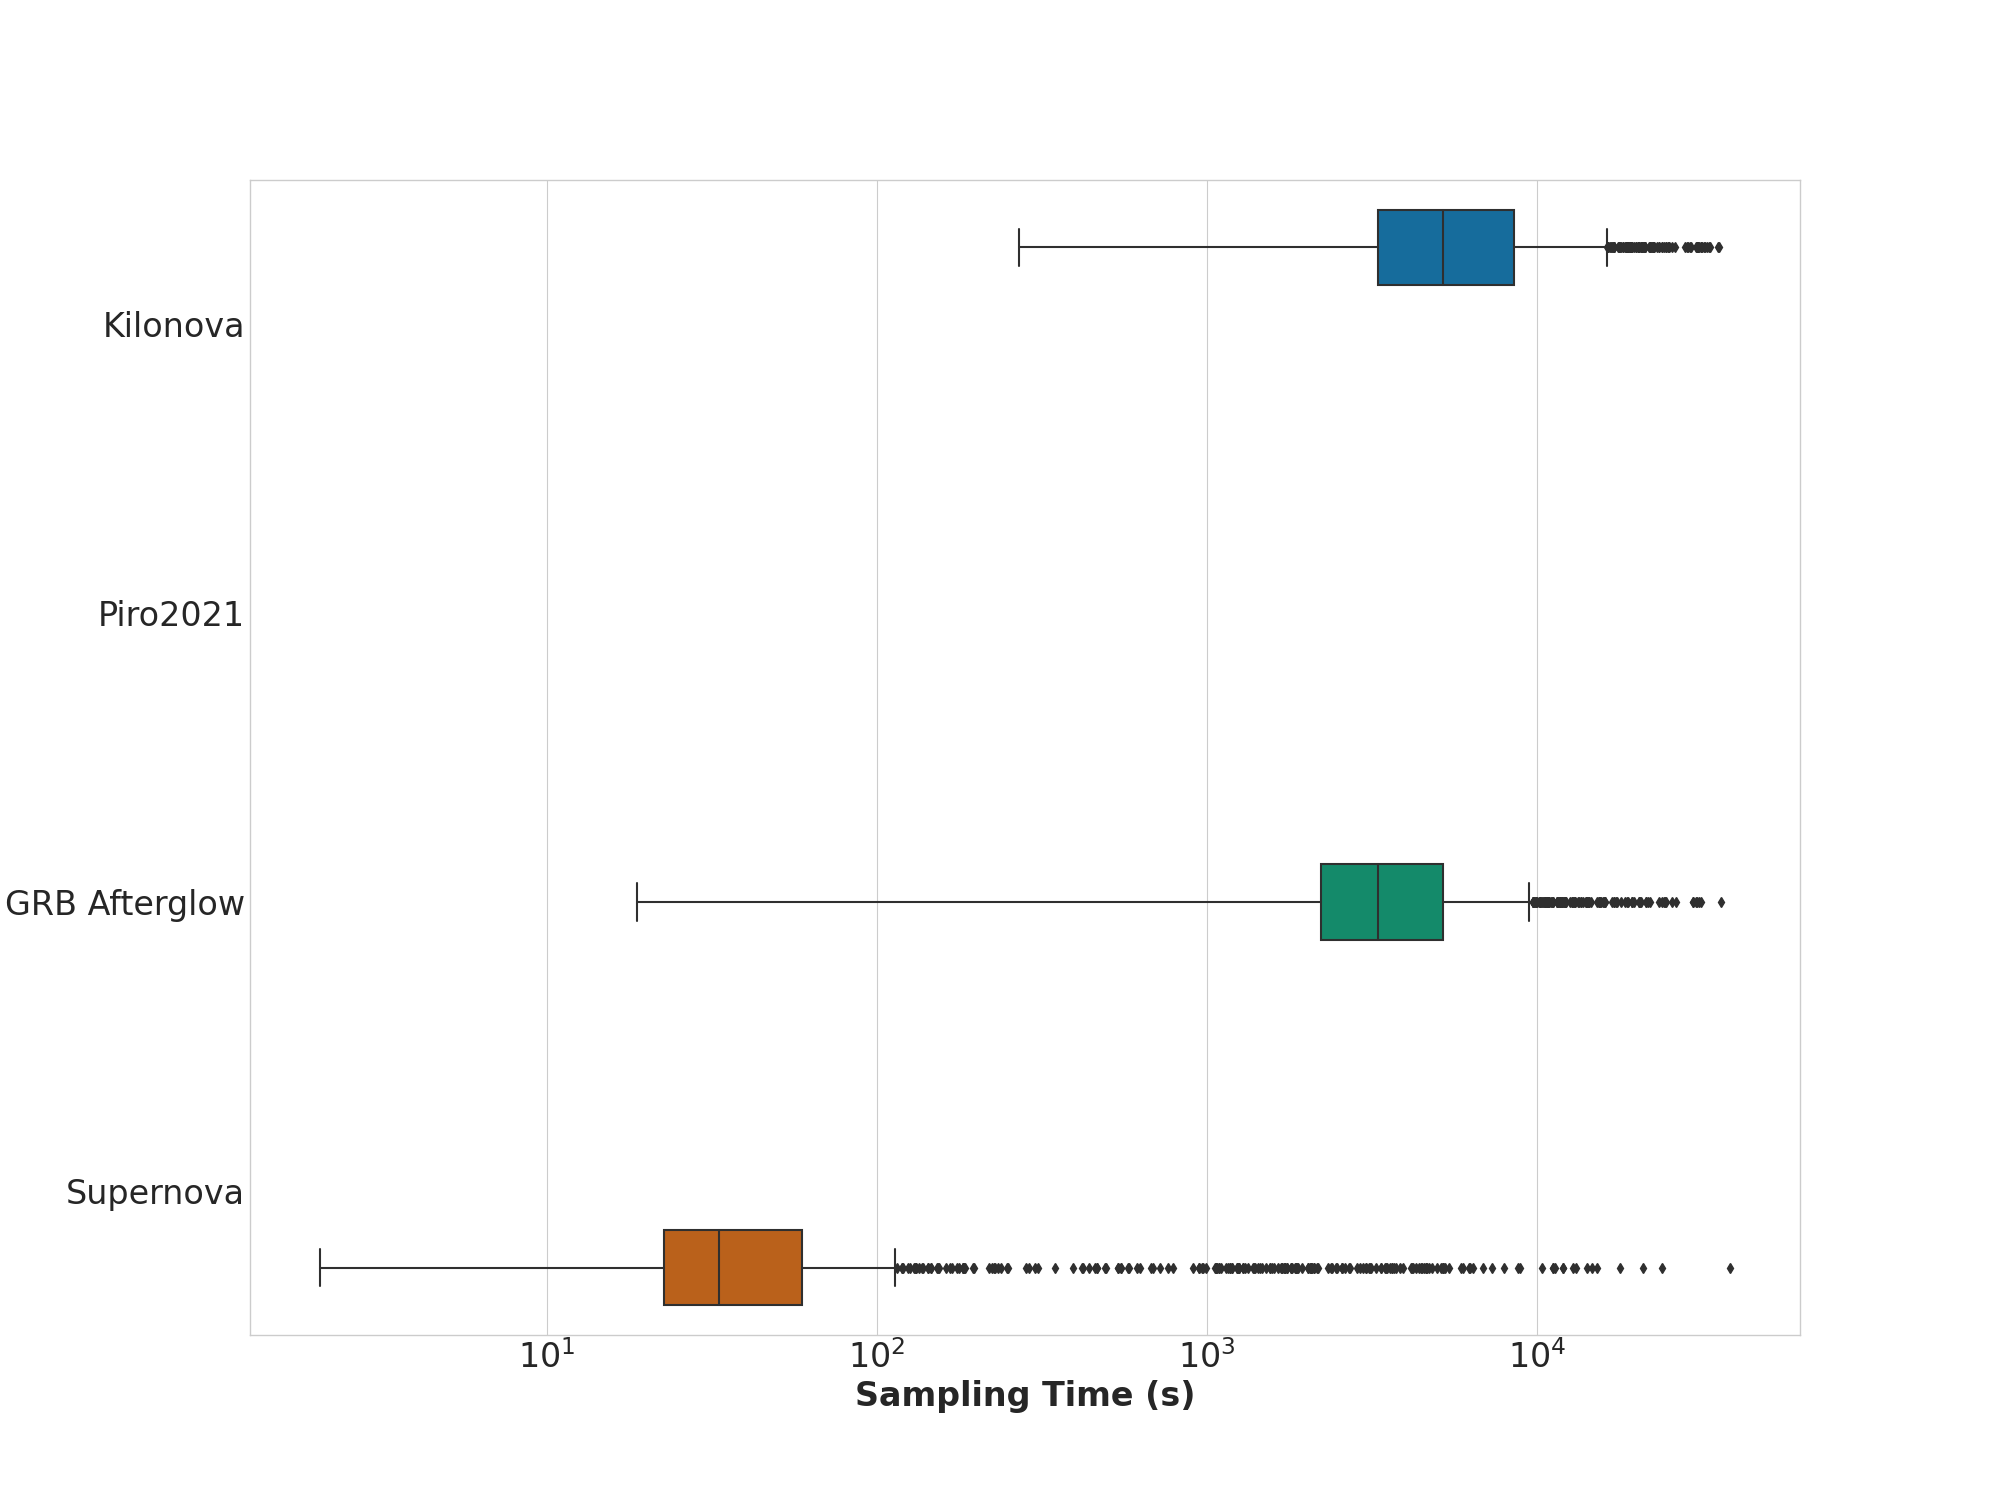 Kilonova
Piro2021
GRB Afterglow
Supernova
10¹ 10² 10³ 10⁴
Sampling Time (s)